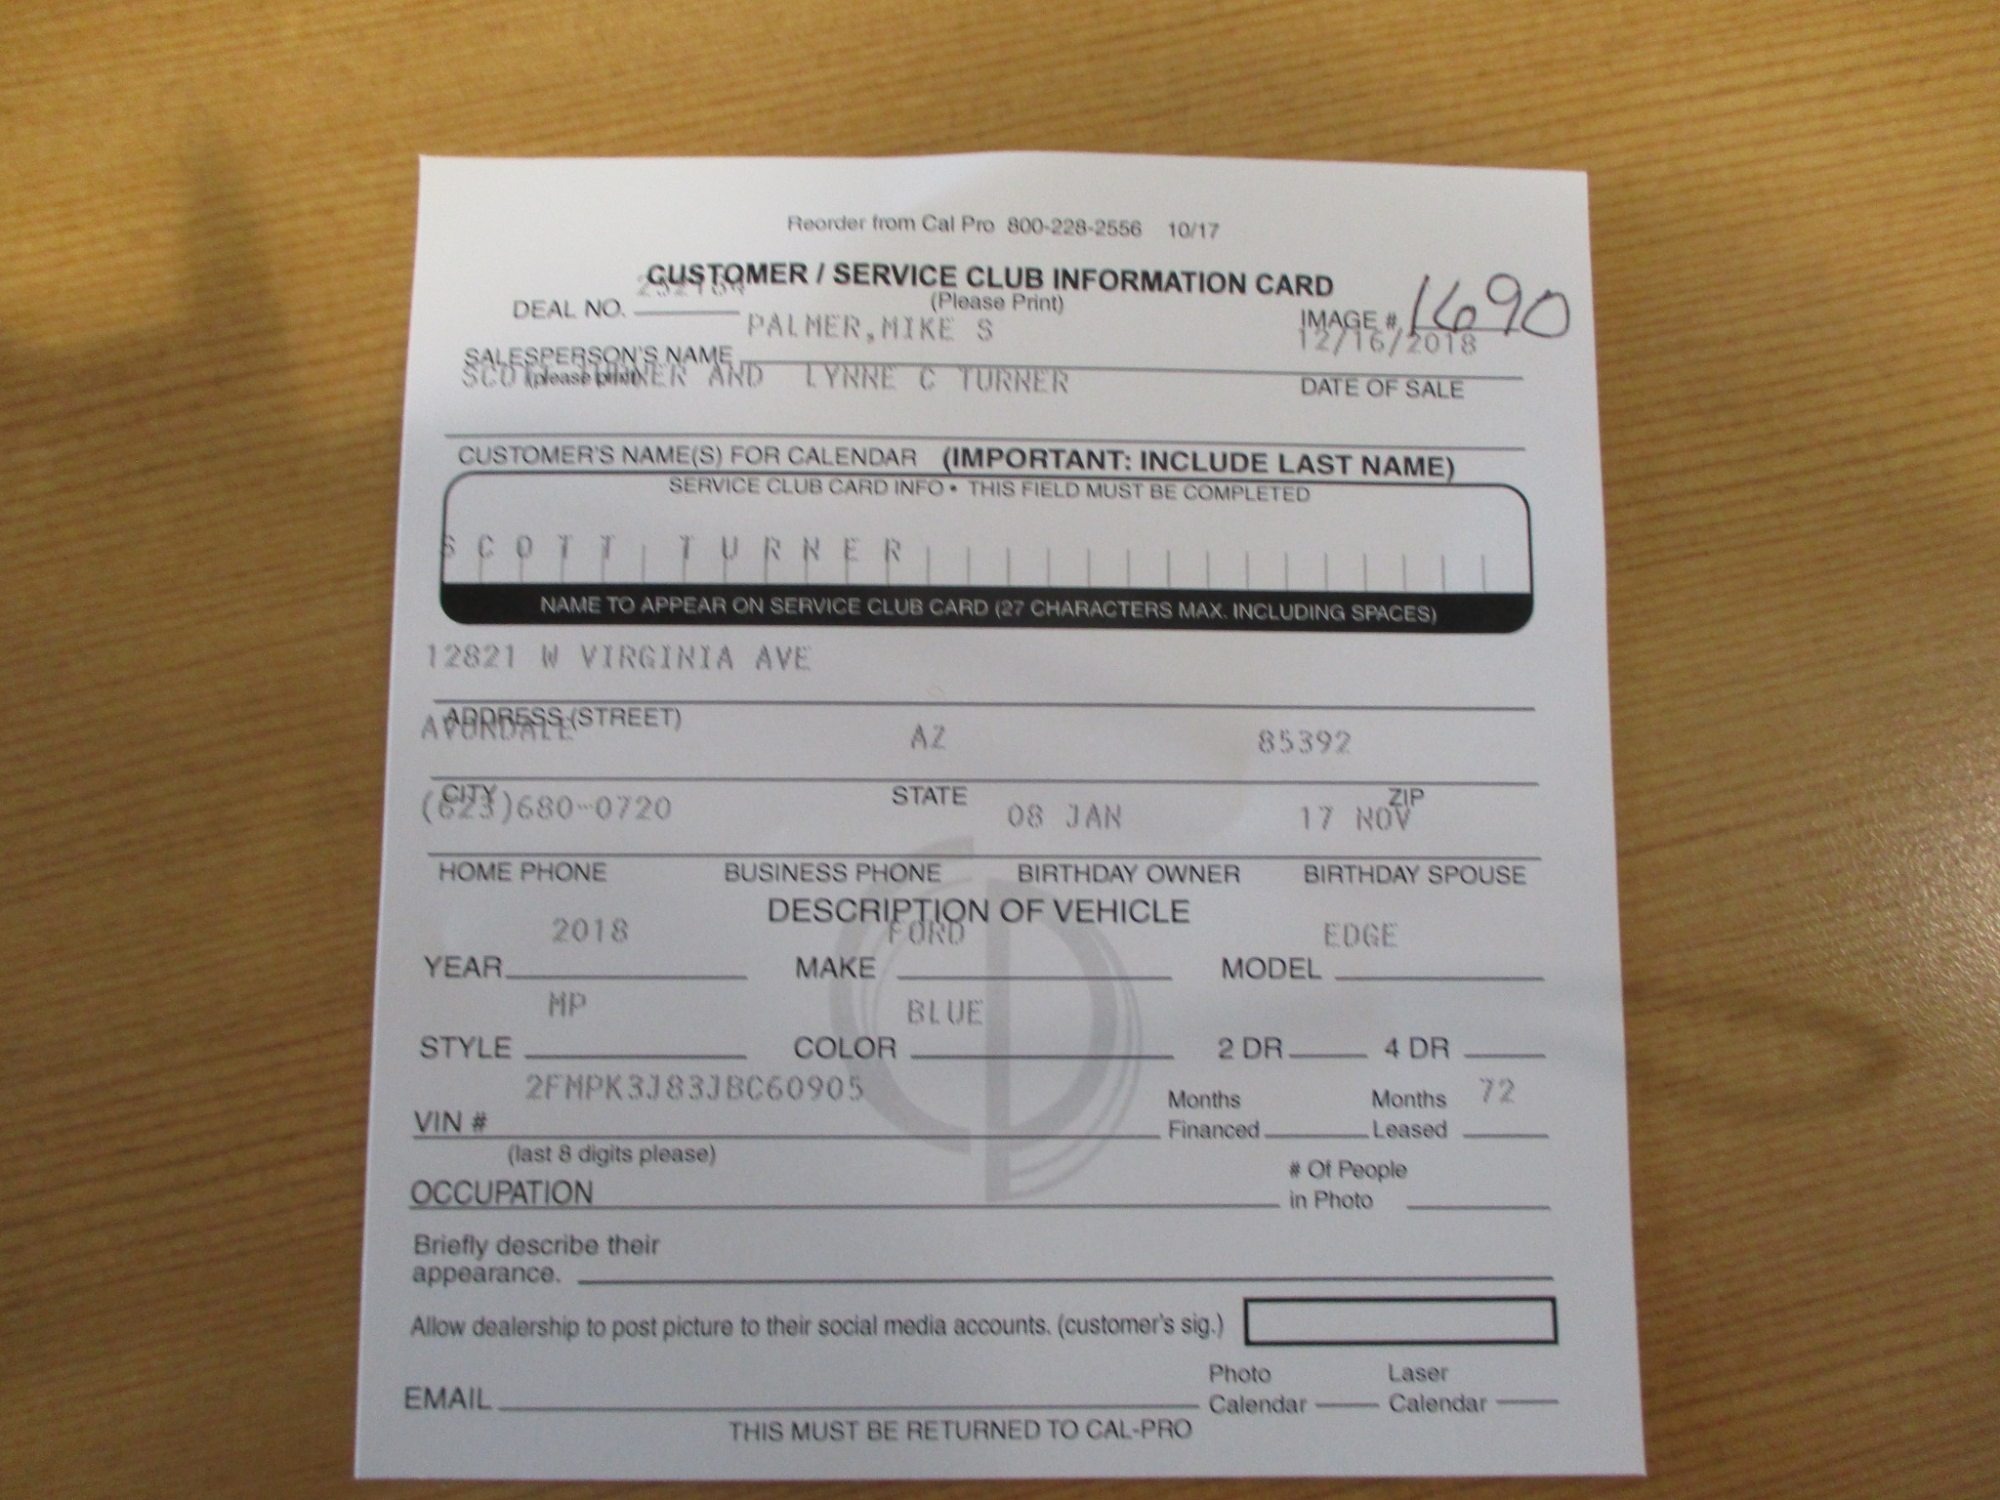 Reorder from Cal Pro 800-228-2556 10/17
CUSTOMER / SERVICE CLUB INFORMATION CARD
(Please Print)
DEAL NO.
IMAGE # 1690
PALMER,MIKE S 12/16/2018
SALESPERSON'S NAME
(please print) DATE OF SALE
TURNER AND LYNNE C TURNER
CUSTOMER'S NAME(S) FOR CALENDAR (IMPORTANT: INCLUDE LAST NAME)
SERVICE CLUB CARD INFO • THIS FIELD MUST BE COMPLETED
SCOTT TURNER
NAME TO APPEAR ON SERVICE CLUB CARD (27 CHARACTERS MAX. INCLUDING SPACES)
12821 W VIRGINIA AVE
ADDRESS (STREET)
AVONDALE AZ 85392
CITY STATE ZIP
(623)680-0720 08 JAN 17 NOV
HOME PHONE BUSINESS PHONE BIRTHDAY OWNER BIRTHDAY SPOUSE
DESCRIPTION OF VEHICLE
2018 FORD EDGE
YEAR MAKE MODEL
MP BLUE
STYLE COLOR 2 DR 4 DR
2FMPK3J83JBC60905 72
VIN # Months Financed Months Leased
(last 8 digits please)
OCCUPATION # Of People in Photo
Briefly describe their
appearance.
Allow dealership to post picture to their social media accounts. (customer's sig.)
EMAIL Photo Calendar Laser Calendar
THIS MUST BE RETURNED TO CAL-PRO